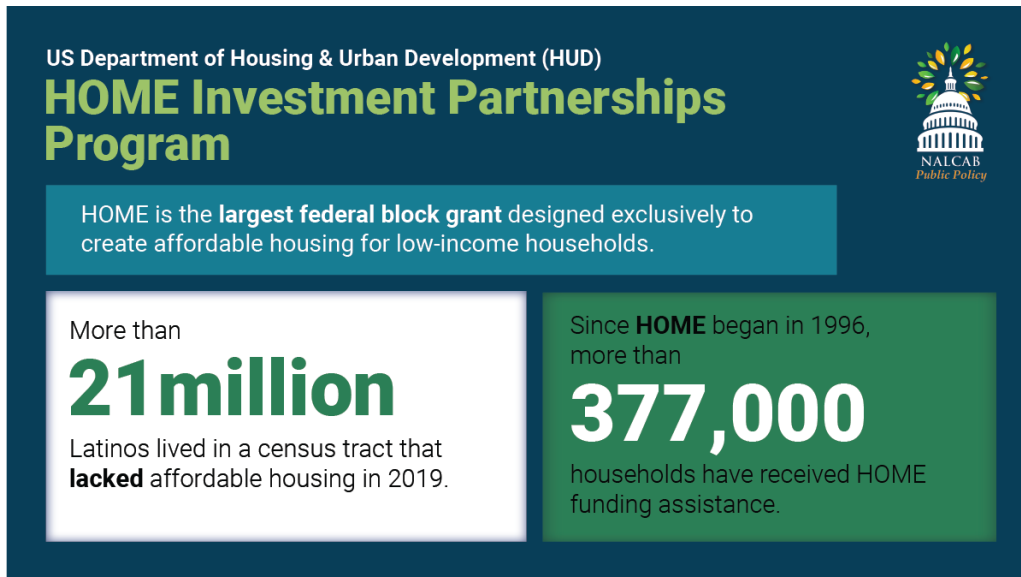 US Department of Housing & Urban Development (HUD)
HOME Investment Partnerships
Program
NALCAB
Public Policy
HOME is the largest federal block grant designed exclusively to
create affordable housing for low-income households.
More than
21million
Latinos lived in a census tract that
lacked affordable housing in 2019.
Since HOME began in 1996,
more than
377,000
households have received HOME
funding assistance.